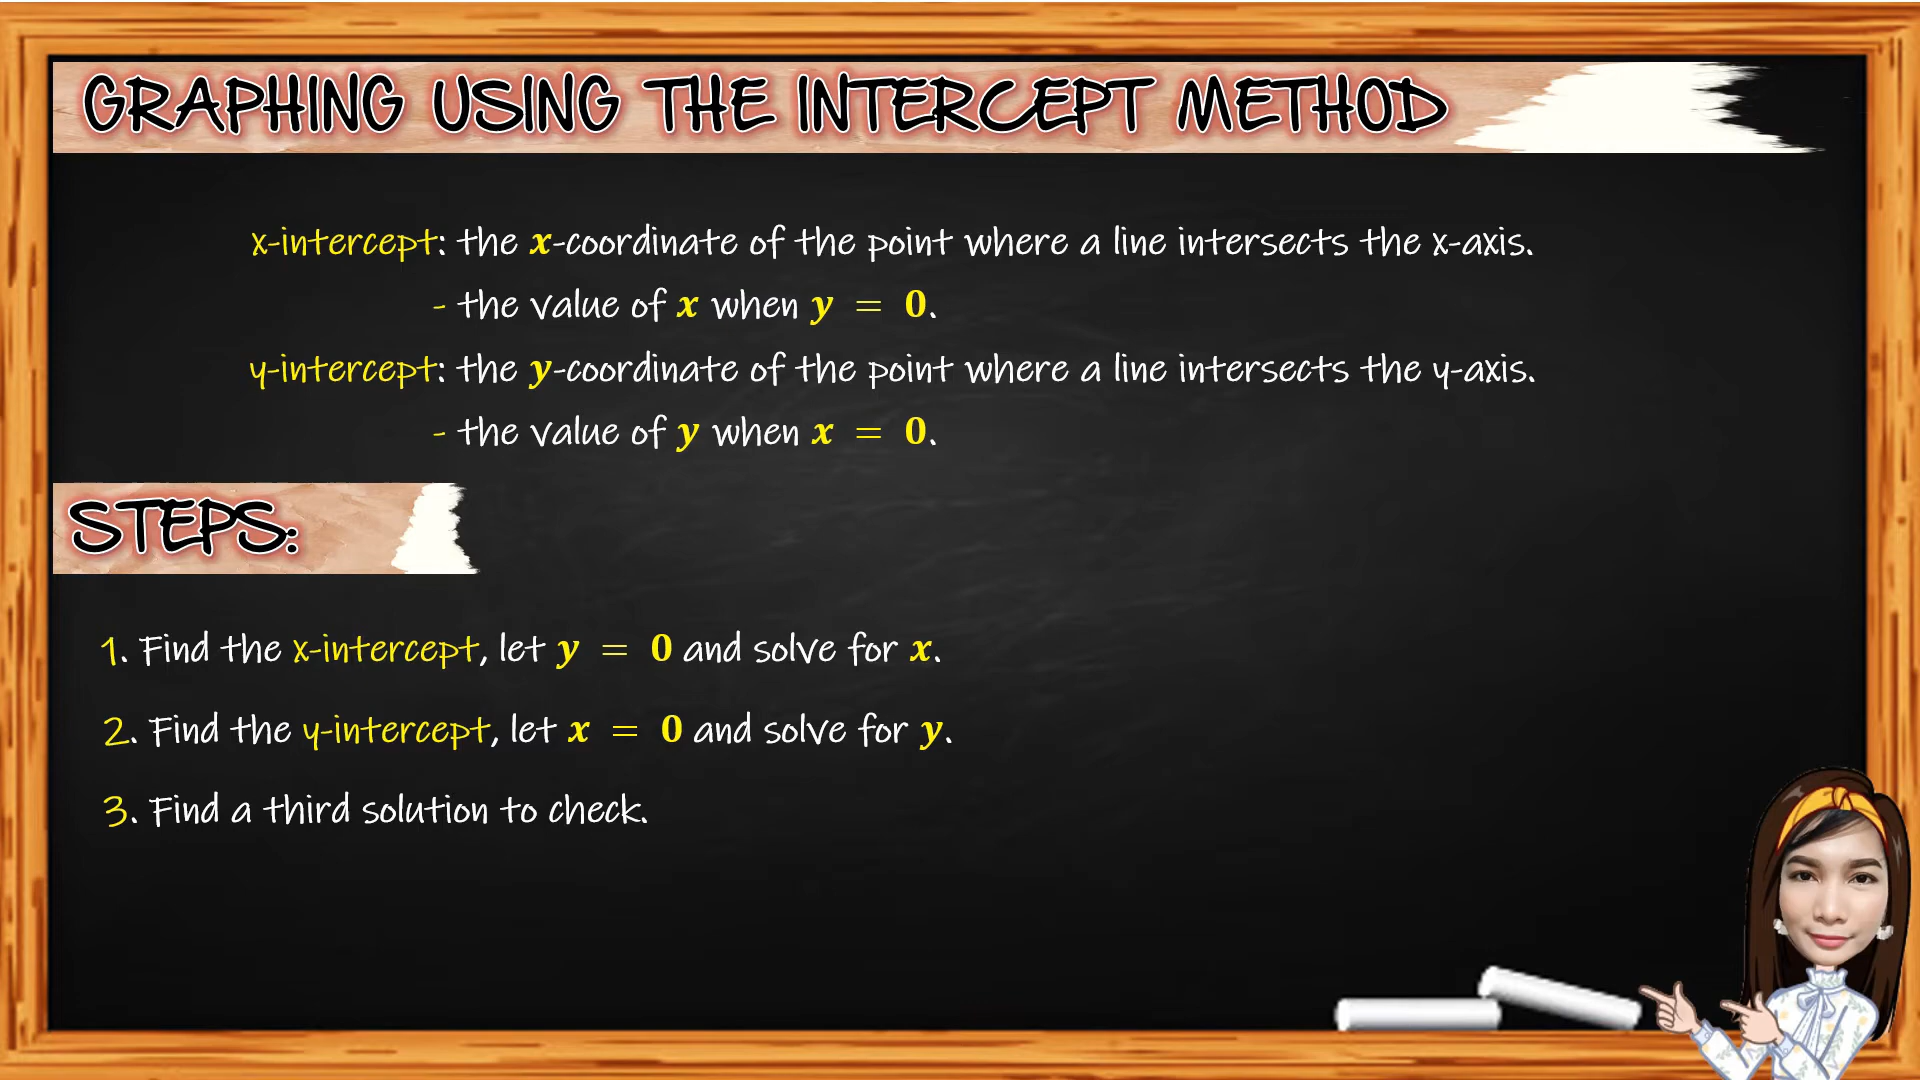 GRAPHING USING THE INTERCEPT METHOD
x-intercept: the x-coordinate of the point where a line intersects the x-axis.
- the value of x when y = 0.
y-intercept: the y-coordinate of the point where a line intersects the y-axis.
- the value of y when x = 0.
STEPS:
1. Find the x-intercept, let y = 0 and solve for x.
2. Find the y-intercept, let x = 0 and solve for y.
3. Find a third solution to check.